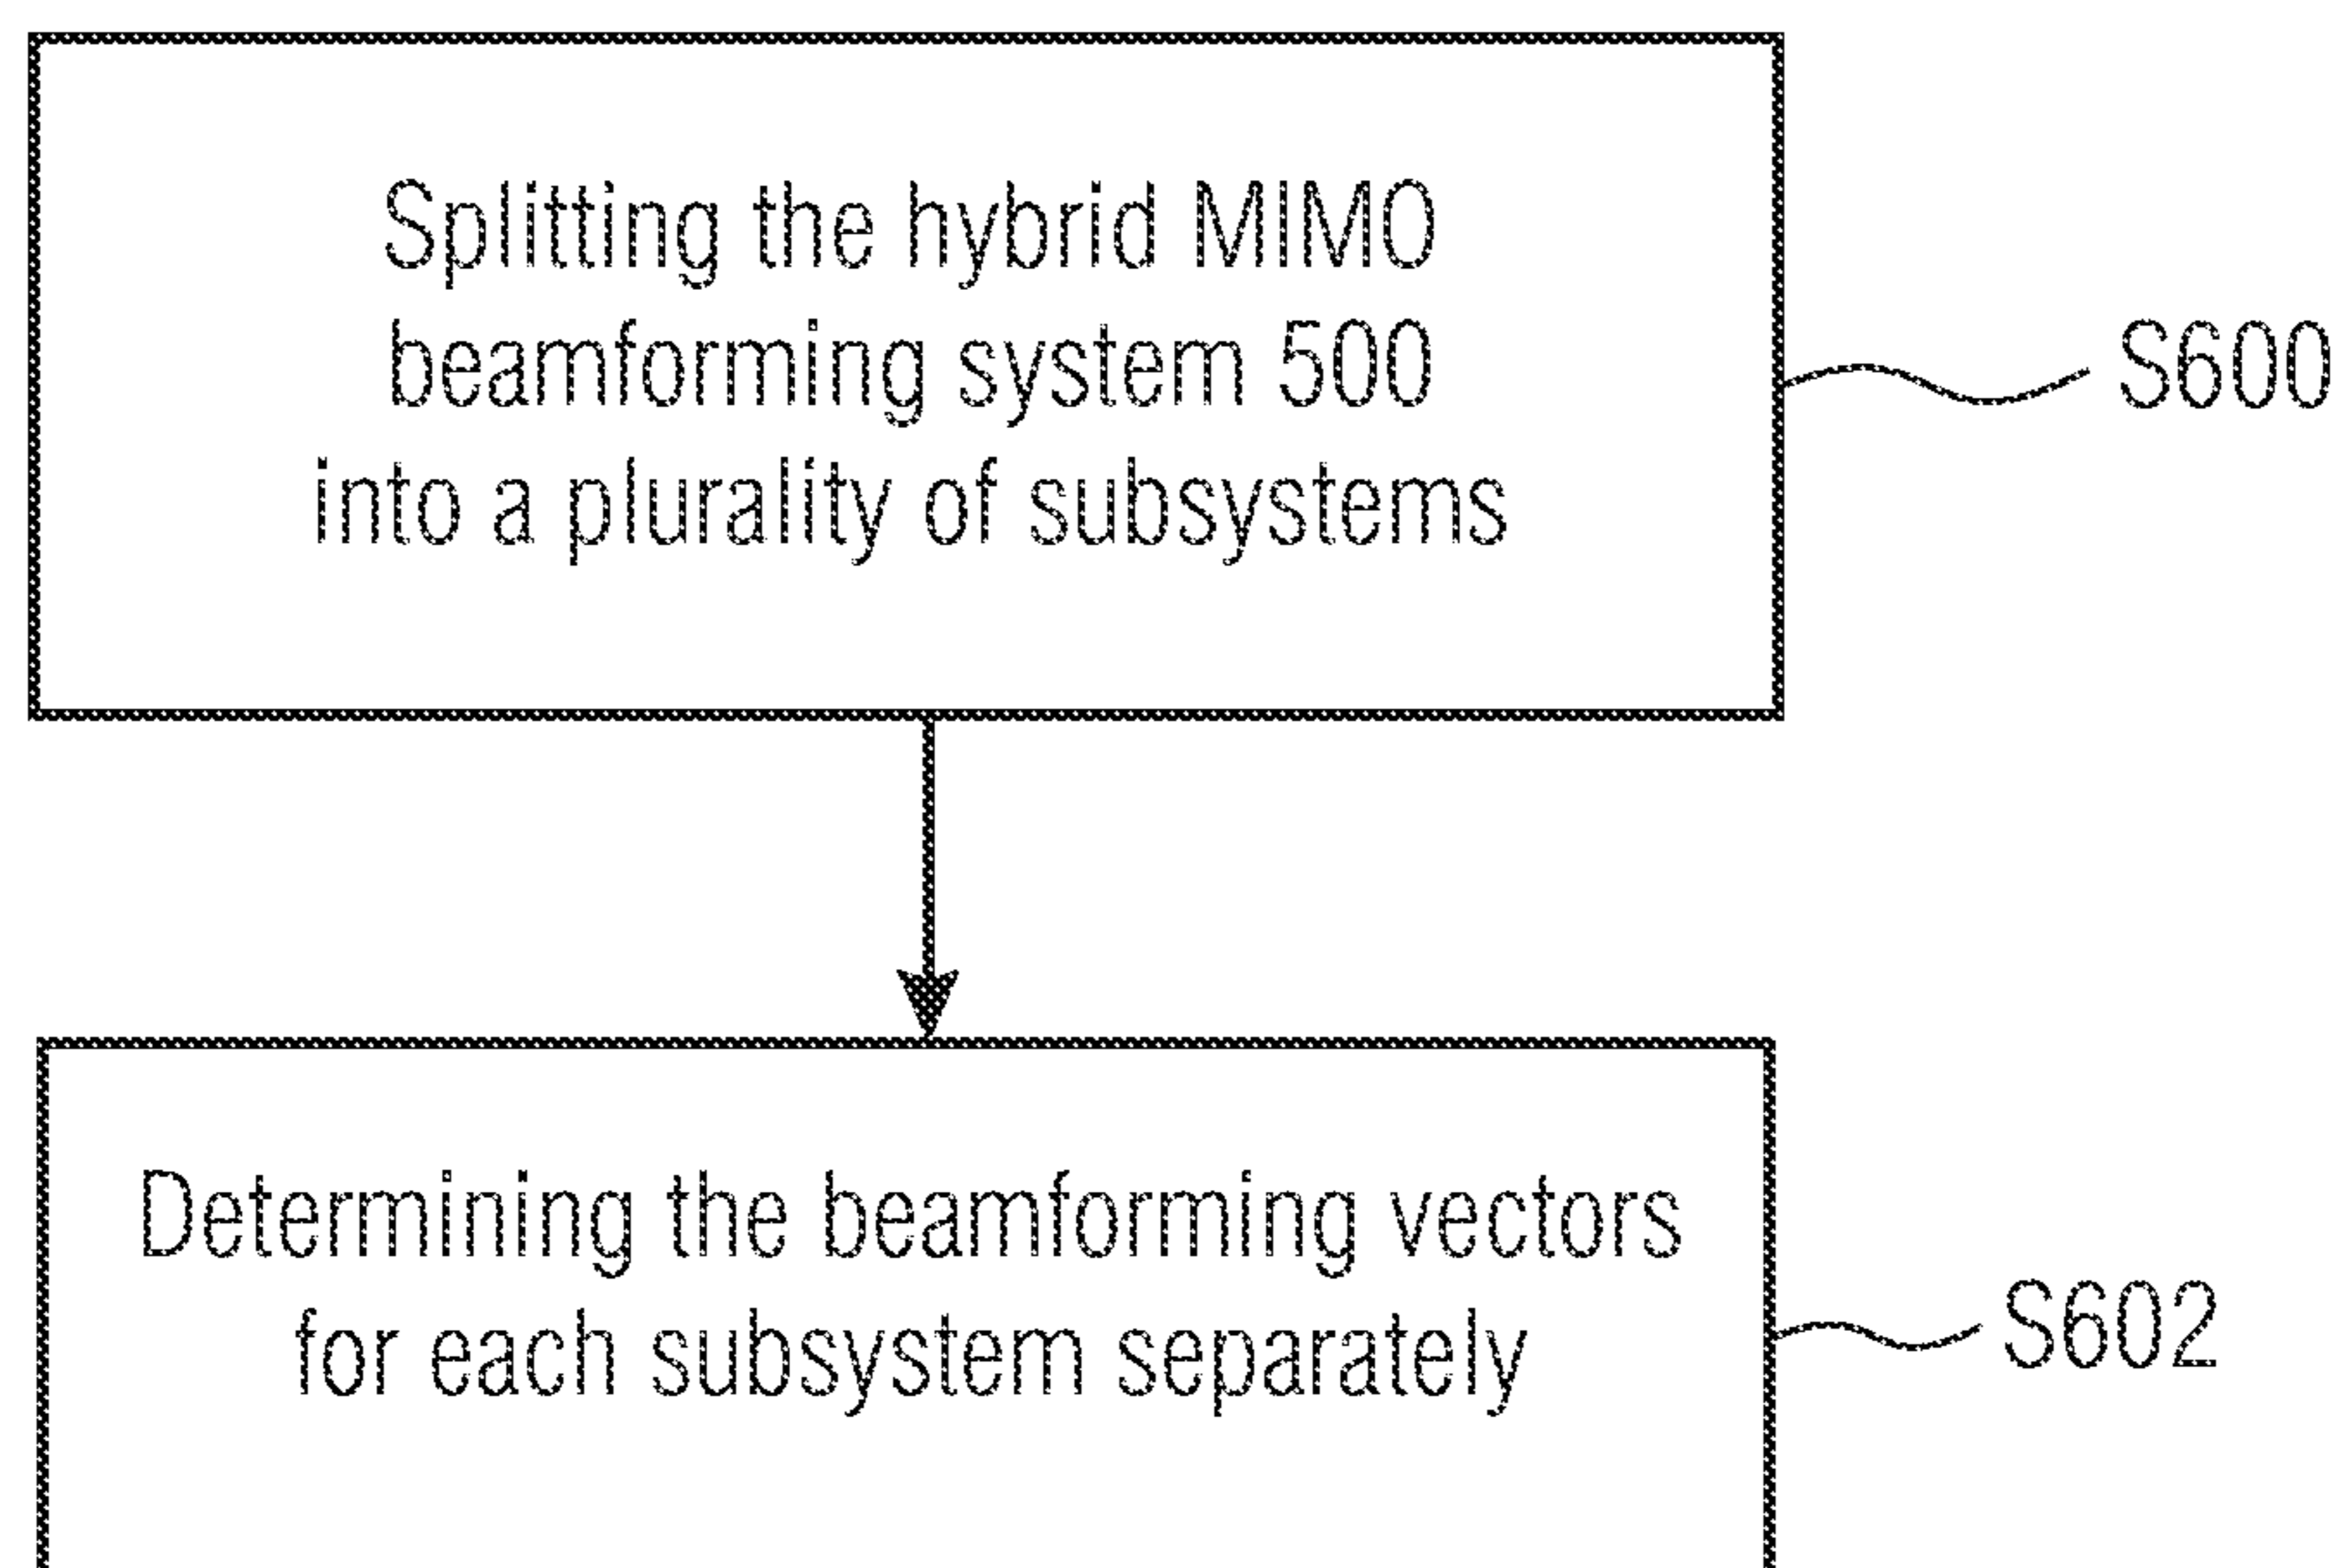 Splitting the hybrid MIMO
beamforming system 500
into a plurality of subsystems
S600
Determining the beamforming vectors
for each subsystem separately
S602